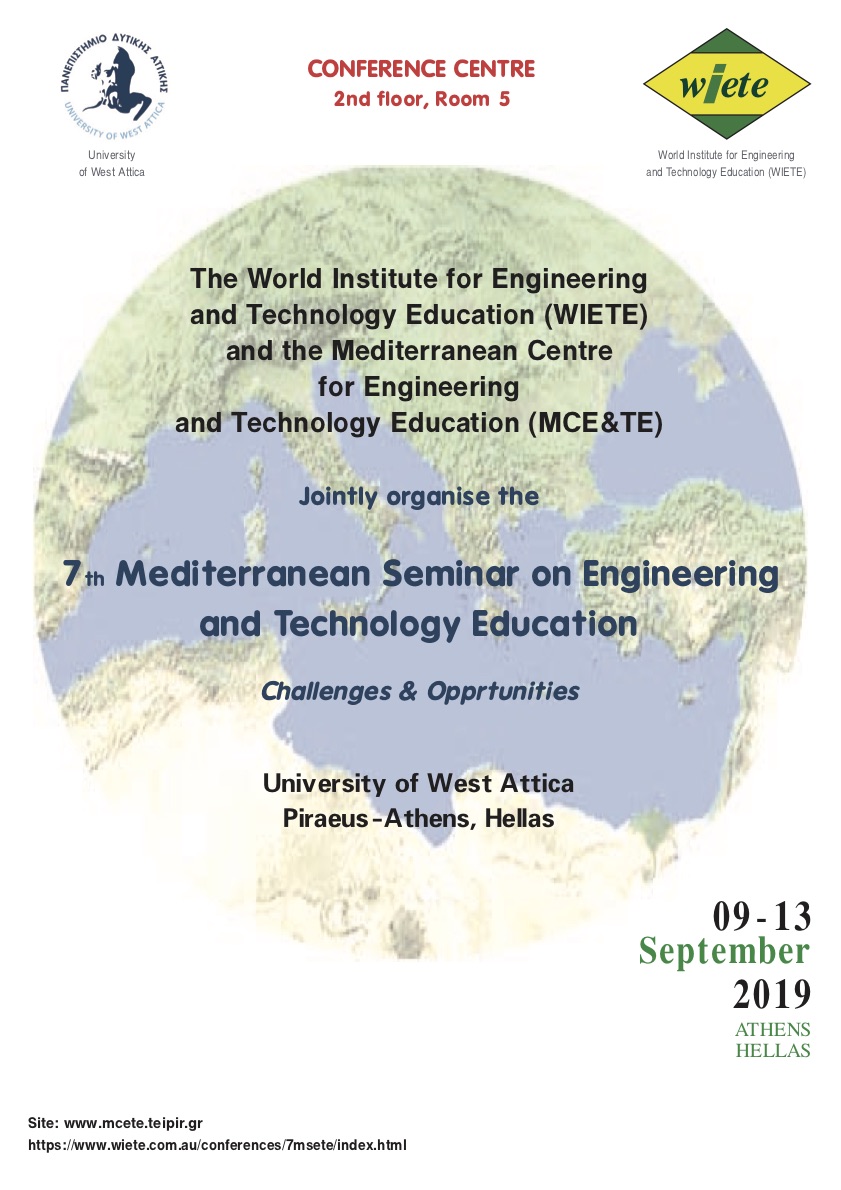 ΠΑΝΕΠΙΣΤΗΜΙΟ ΔΥΤΙΚΗΣ ΑΤΤΙΚΗΣ
UNIVERSITY OF WEST ATTICA
University
of West Attica
CONFERENCE CENTRE
2nd floor, Room 5
wiete
World Institute for Engineering
and Technology Education (WIETE)
The World Institute for Engineering
and Technology Education (WIETE)
and the Mediterranean Centre
for Engineering
and Technology Education (MCE&TE)
Jointly organise the
7th Mediterranean Seminar on Engineering
and Technology Education
Challenges & Opprtunities
University of West Attica
Piraeus-Athens, Hellas
09-13
September
2019
ATHENS
HELLAS
Site: www.mcete.teipir.gr
https://www.wiete.com.au/conferences/7msete/index.html